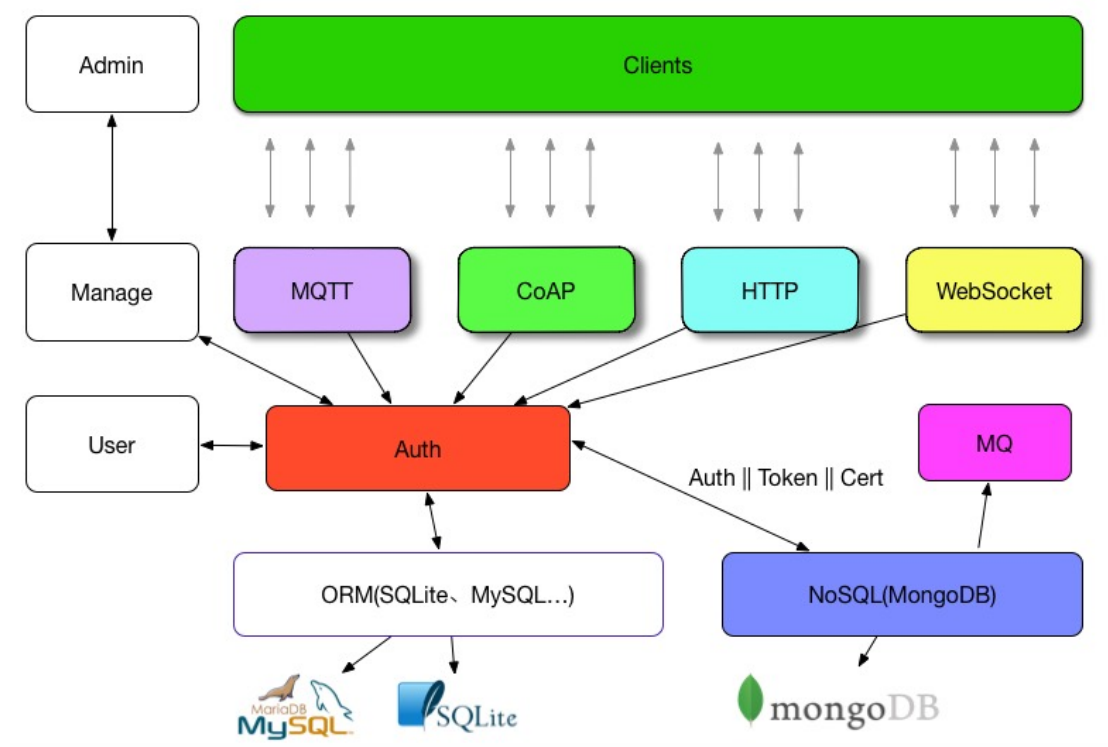 Admin
Clients
Manage
MQTT
CoAP
HTTP
WebSocket
User
Auth
MQ
Auth || Token || Cert
ORM(SQLite、MySQL...)
NoSQL(MongoDB)
MariaDB
MySQL
SQLite
mongoDB